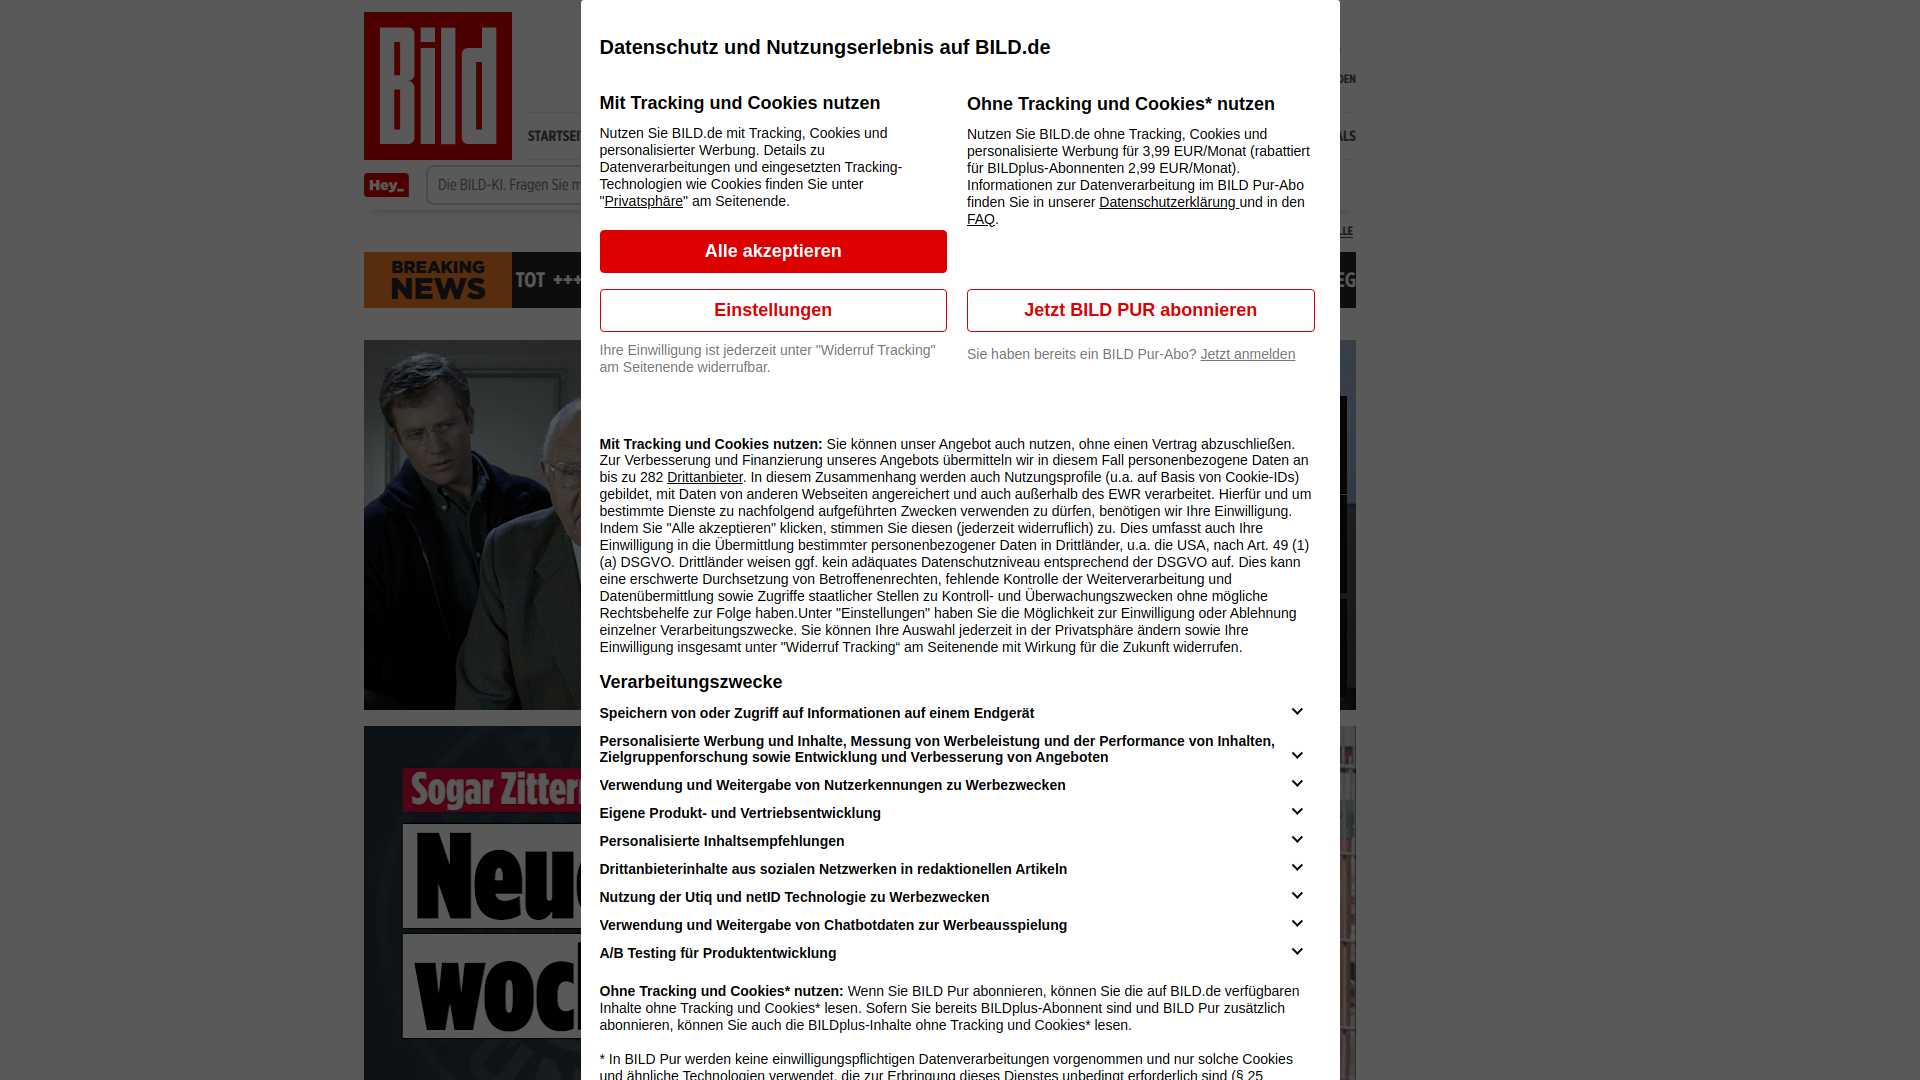 Bild
Datenschutz und Nutzungserlebnis auf BILD.de
STARTSEI
Hey_
Die BILD-KI. Fragen Sie m
BREAKING
NEWS
TOT +++
Mit Tracking und Cookies nutzen
Nutzen Sie BILD.de mit Tracking, Cookies und
personalisierter Werbung. Details zu
Datenverarbeitungen und eingesetzten Tracking-
Technologien wie Cookies finden Sie unter
"Privatsphäre" am Seitenende.
Alle akzeptieren
Einstellungen
Ihre Einwilligung ist jederzeit unter "Widerruf Tracking"
am Seitenende widerrufbar.
Ohne Tracking und Cookies* nutzen
Nutzen Sie BILD.de ohne Tracking, Cookies und
personalisierte Werbung für 3,99 EUR/Monat (rabattiert
für BILDplus-Abonnenten 2,99 EUR/Monat).
Informationen zur Datenverarbeitung im BILD Pur-Abo
finden Sie in unserer Datenschutzerklärung und in den
FAQ.
Jetzt BILD PUR abonnieren
Sie haben bereits ein BILD Pur-Abo? Jetzt anmelden
DEN
ALS
LLE
EG
Mit Tracking und Cookies nutzen: Sie können unser Angebot auch nutzen, ohne einen Vertrag abzuschließen.
Zur Verbesserung und Finanzierung unseres Angebots übermitteln wir in diesem Fall personenbezogene Daten an
bis zu 282 Drittanbieter. In diesem Zusammenhang werden auch Nutzungsprofile (u.a. auf Basis von Cookie-IDs)
gebildet, mit Daten von anderen Webseiten angereichert und auch außerhalb des EWR verarbeitet. Hierfür und um
bestimmte Dienste zu nachfolgend aufgeführten Zwecken verwenden zu dürfen, benötigen wir Ihre Einwilligung.
Indem Sie "Alle akzeptieren" klicken, stimmen Sie diesen (jederzeit widerruflich) zu. Dies umfasst auch Ihre
Einwilligung in die Übermittlung bestimmter personenbezogener Daten in Drittländer, u.a. die USA, nach Art. 49 (1)
(a) DSGVO. Drittländer weisen ggf. kein adäquates Datenschutzniveau entsprechend der DSGVO auf. Dies kann
eine erschwerte Durchsetzung von Betroffenenrechten, fehlende Kontrolle der Weiterverarbeitung und
Datenübermittlung sowie Zugriffe staatlicher Stellen zu Kontroll- und Überwachungszwecken ohne mögliche
Rechtsbehelfe zur Folge haben.Unter "Einstellungen" haben Sie die Möglichkeit zur Einwilligung oder Ablehnung
einzelner Verarbeitungszwecke. Sie können Ihre Auswahl jederzeit in der Privatsphäre ändern sowie Ihre
Einwilligung insgesamt unter "Widerruf Tracking“ am Seitenende mit Wirkung für die Zukunft widerrufen.
Verarbeitungszwecke
Speichern von oder Zugriff auf Informationen auf einem Endgerät
Personalisierte Werbung und Inhalte, Messung von Werbeleistung und der Performance von Inhalten,
Zielgruppenforschung sowie Entwicklung und Verbesserung von Angeboten
Verwendung und Weitergabe von Nutzerkennungen zu Werbezwecken
Eigene Produkt- und Vertriebsentwicklung
Personalisierte Inhaltsempfehlungen
Drittanbieterinhalte aus sozialen Netzwerken in redaktionellen Artikeln
Nutzung der Utiq und netID Technologie zu Werbezwecken
Verwendung und Weitergabe von Chatbotdaten zur Werbeausspielung
A/B Testing für Produktentwicklung
Sogar Zittern
Neue
woc
Ohne Tracking und Cookies* nutzen: Wenn Sie BILD Pur abonnieren, können Sie die auf BILD.de verfügbaren
Inhalte ohne Tracking und Cookies* lesen. Sofern Sie bereits BILDplus-Abonnent sind und BILD Pur zusätzlich
abonnieren, können Sie auch die BILDplus-Inhalte ohne Tracking und Cookies* lesen.
* In BILD Pur werden keine einwilligungspflichtigen Datenverarbeitungen vorgenommen und nur solche Cookies
und ähnliche Technologien verwendet, die zur Erbringung dieses Dienstes unbedingt erforderlich sind (§ 25